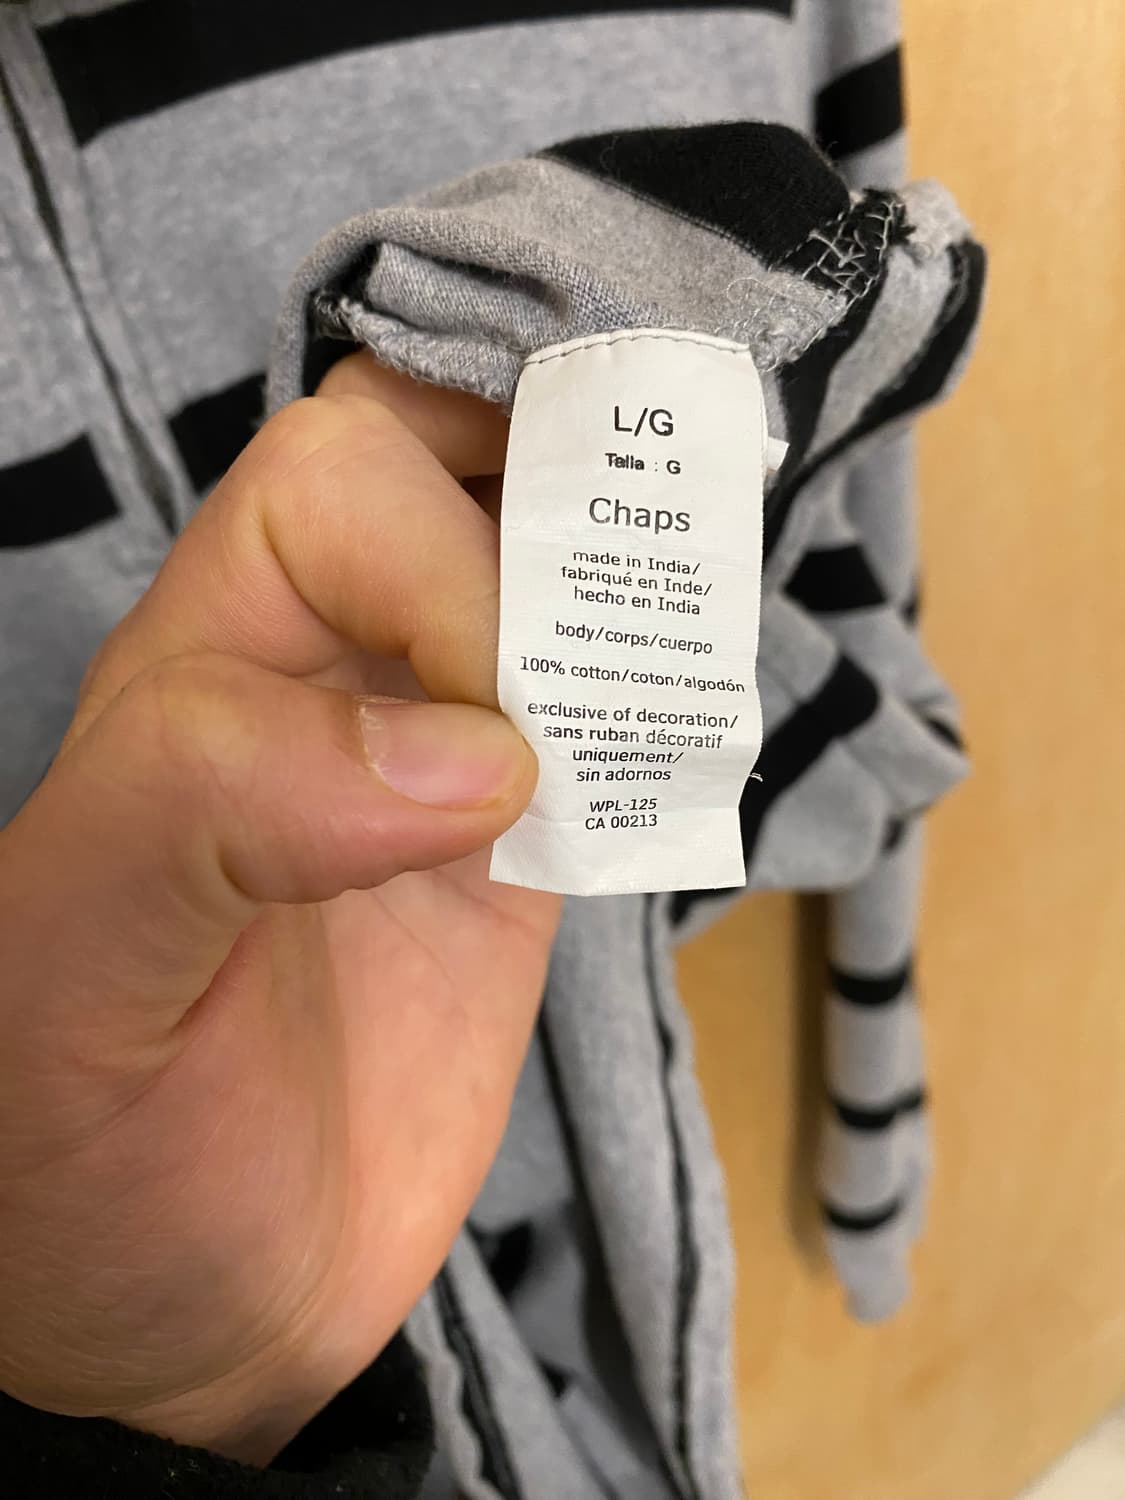 L/G
Talla : G
Chaps
made in India/
fabriqué en Inde/
hecho en India
body/corps/cuerpo
100% cotton/coton/algodón
exclusive of decoration/
sans ruban décoratif
uniquement/
sin adornos
WPL-125
CA 00213